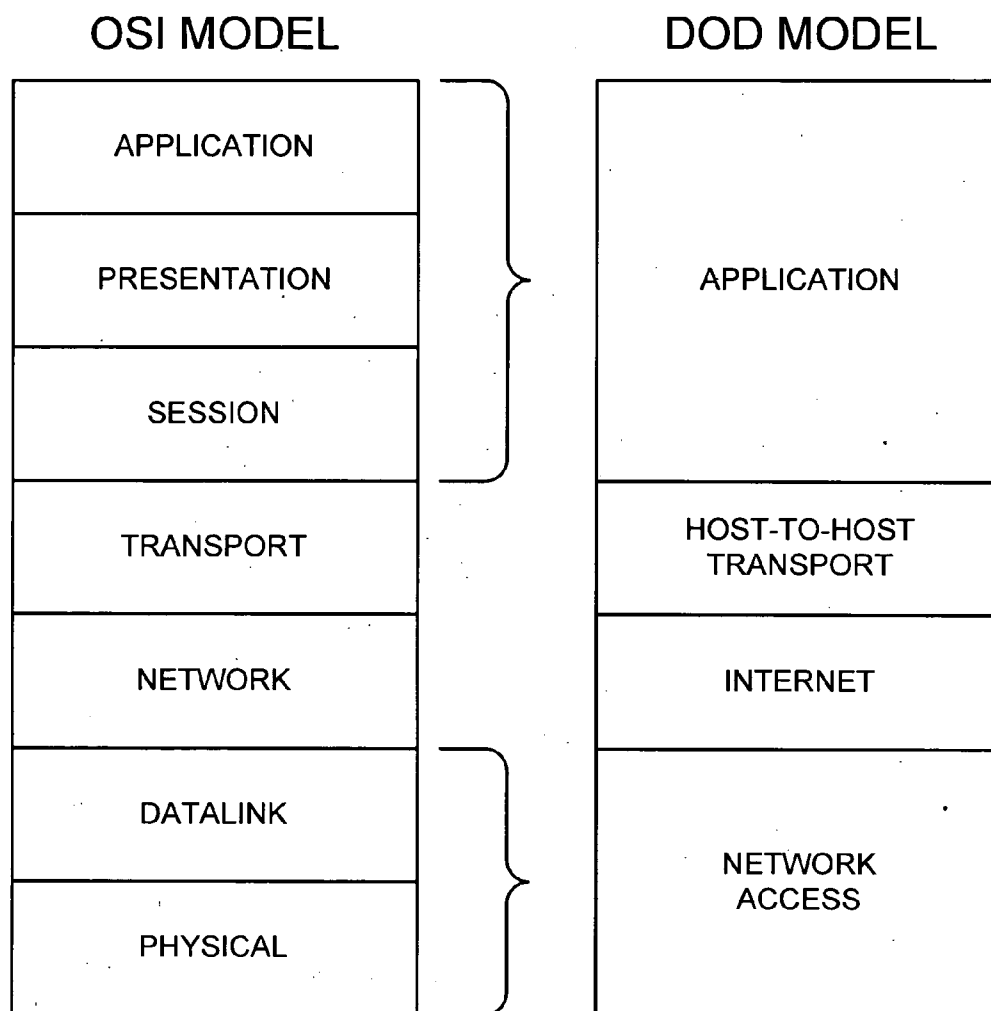 OSI MODEL
APPLICATION
PRESENTATION
SESSION
TRANSPORT
NETWORK
DATALINK
PHYSICAL
DOD MODEL
APPLICATION
HOST-TO-HOST
TRANSPORT
INTERNET
NETWORK
ACCESS